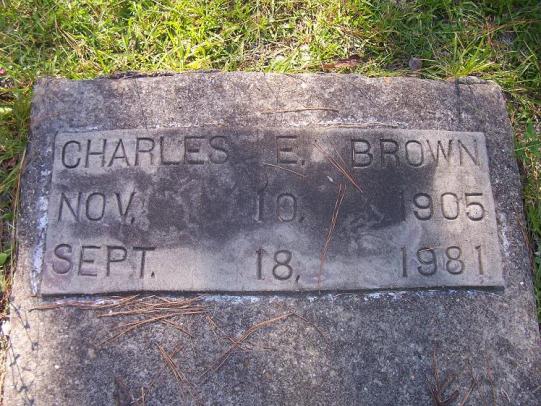 CHARLES E. BROWN
NOV. 10. 1905
SEPT. 18. 1981